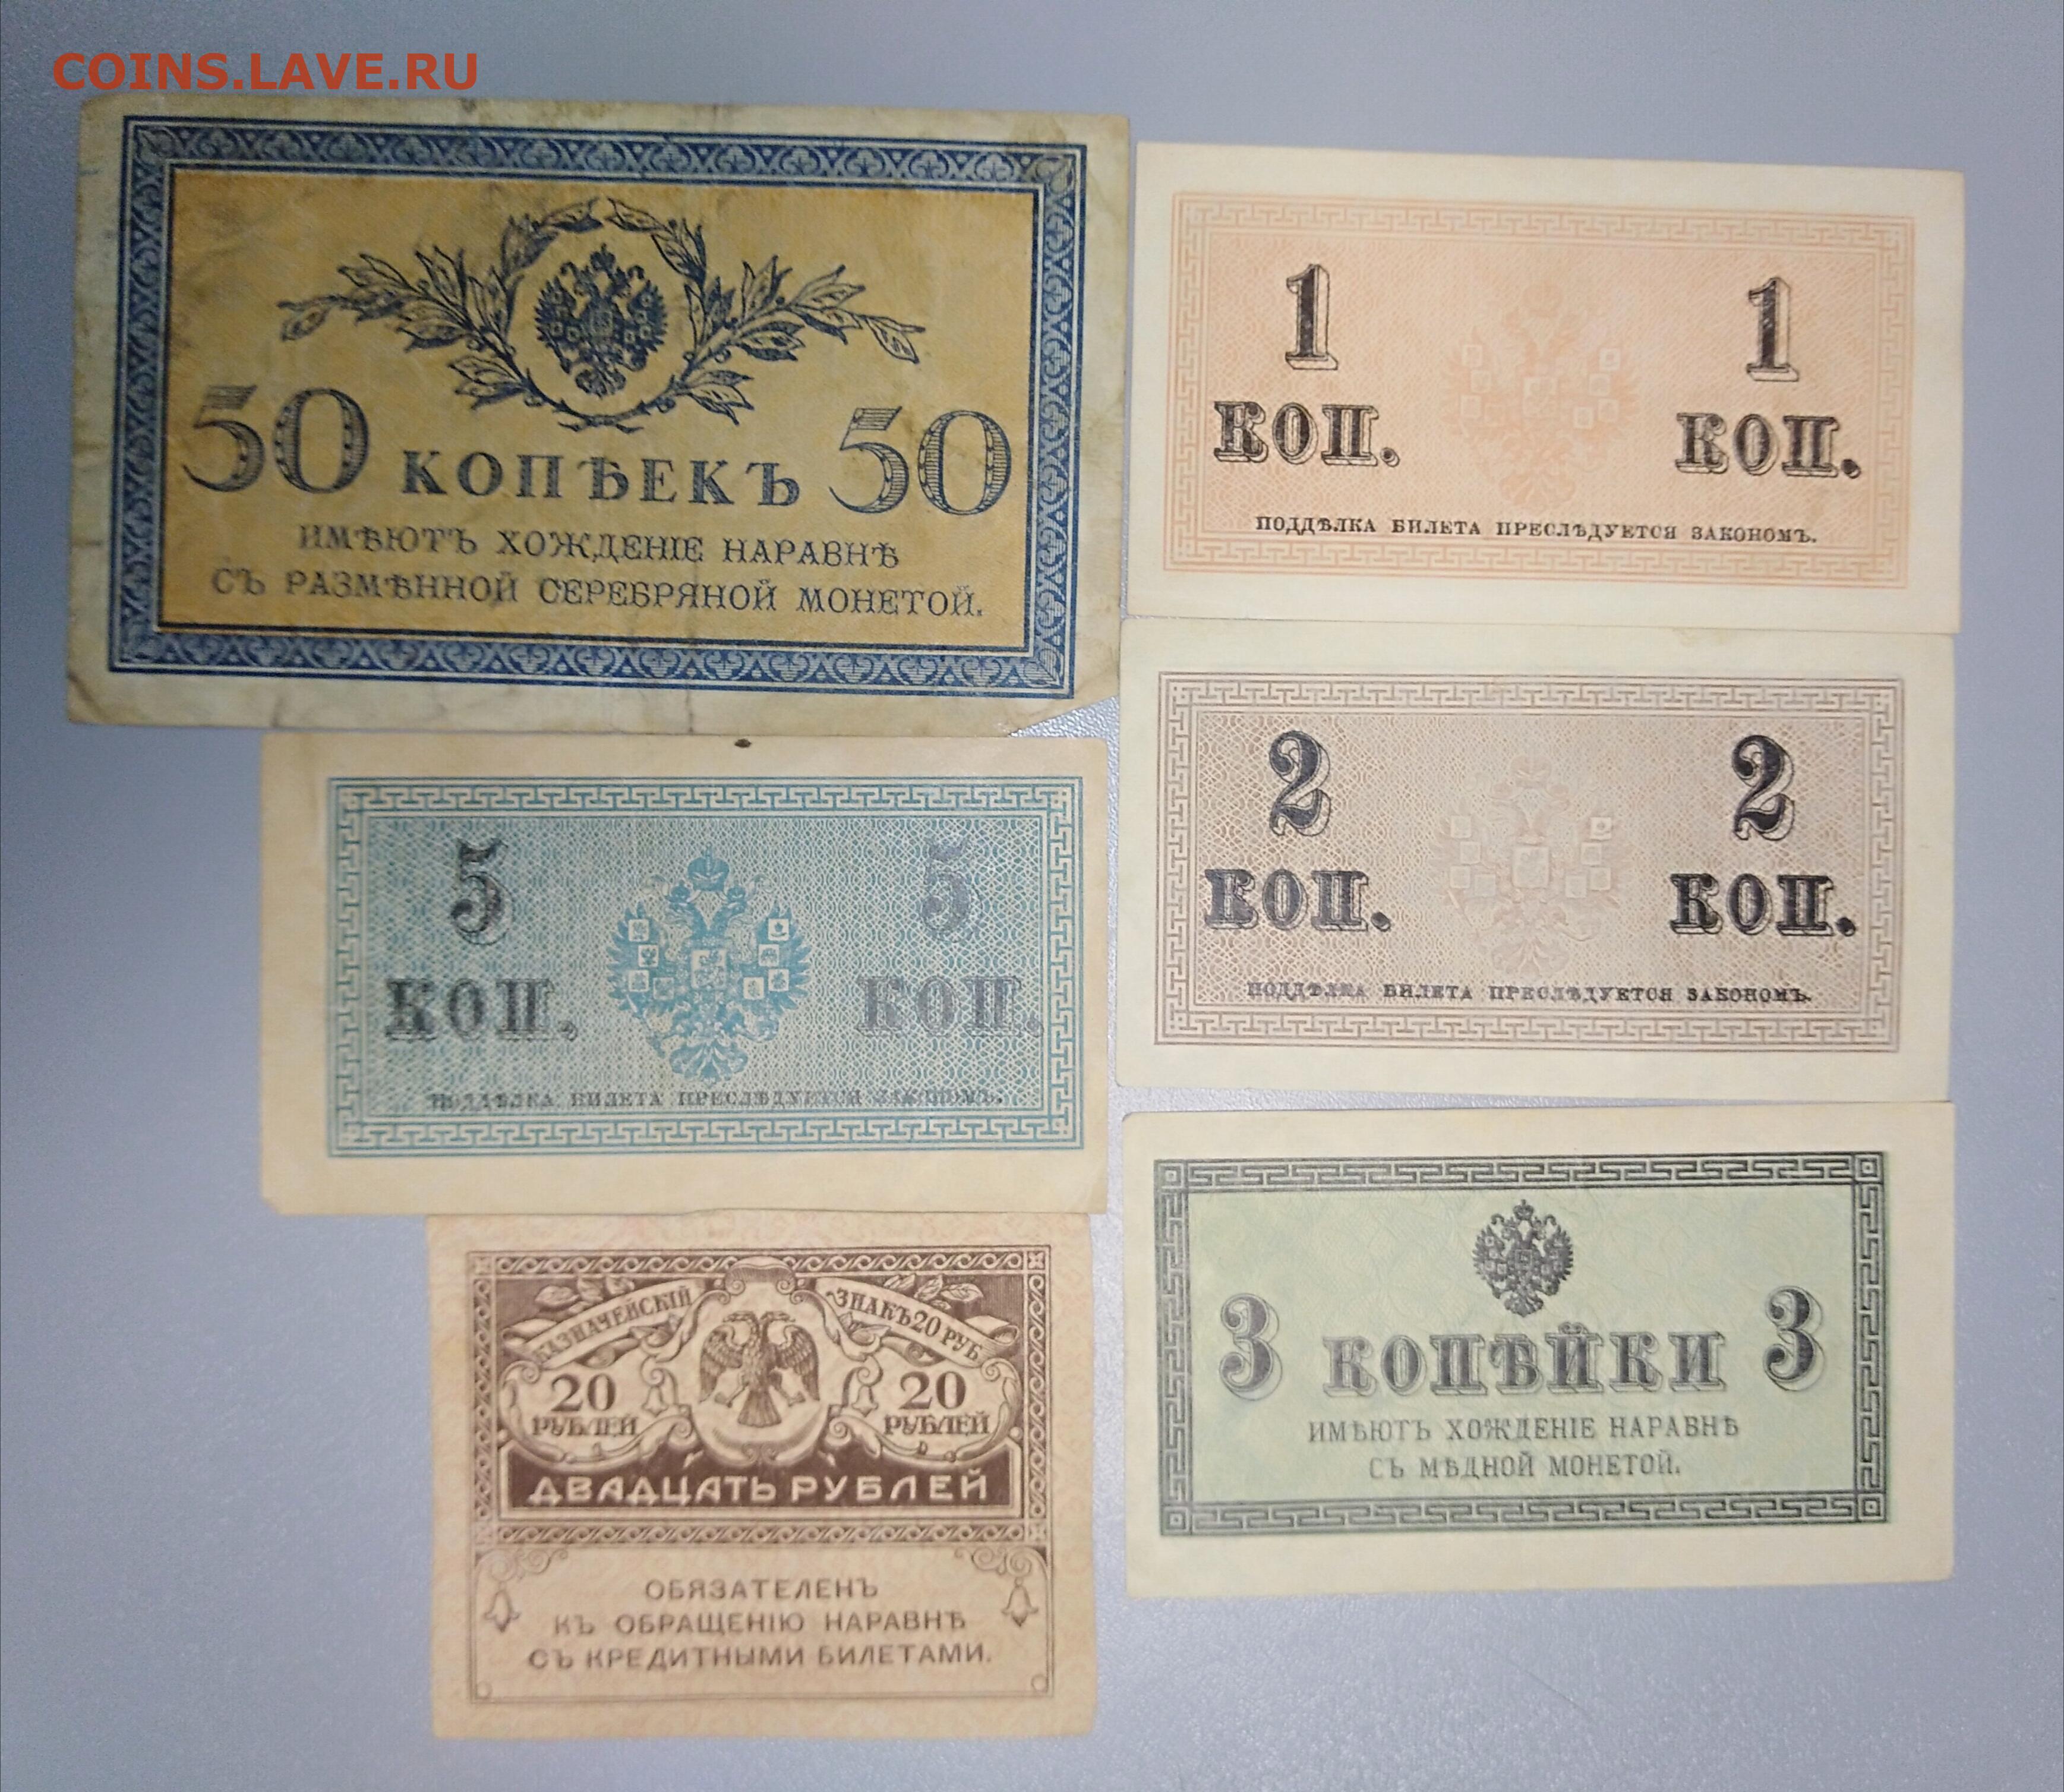 COINS.LAVE.RU
50 КОПѢЕКЪ 50
ИМѢЮТЪ ХОЖДЕНІЕ НАРАВНѢ
СЪ РАЗМѢННОЙ СЕРЕБРЯНОЙ МОНЕТОЙ.
1 1
КОП. КОП.
ПОДДѢЛКА БИЛЕТА ПРЕСЛѢДУЕТСЯ ЗАКОНОМЪ.
5 5
КОП. КОП.
ПОДДѢЛКА БИЛЕТА ПРЕСЛѢДУЕТСЯ ЗАКОНОМЪ.
2 2
КОП. КОП.
ПОДДѢЛКА БИЛЕТА ПРЕСЛѢДУЕТСЯ ЗАКОНОМЪ.
КАЗНАЧЕЙСКІЙ ЗНАКЪ 20 РУБ
20 20
РУБЛЕЙ РУБЛЕЙ
ДВАДЦАТЬ РУБЛЕЙ
ОБЯЗАТЕЛЕНЪ
КЪ ОБРАЩЕНІЮ НАРАВНѢ
СЪ КРЕДИТНЫМИ БИЛЕТАМИ.
3 КОПѢЙКИ 3
ИМѢЮТЪ ХОЖДЕНІЕ НАРАВНѢ
СЪ МѢДНОЙ МОНЕТОЙ.